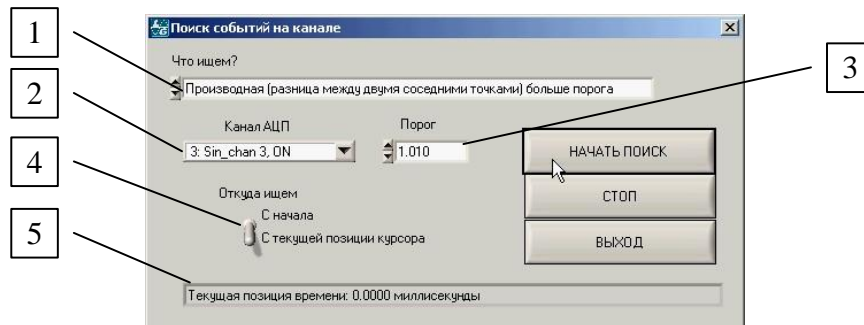 1
Поиск событий на канале
Что ищем?
3
Производная (разница между двумя соседними точками) больше порога
2
Канал АЦП
Порог
3: Sin_chan 3, ON
1.010
НАЧАТЬ ПОИСК
4
Откуда ищем
С начала
С текущей позиции курсора
СТОП
5
ВЫХОД
Текущая позиция времени: 0.0000 миллисекунды